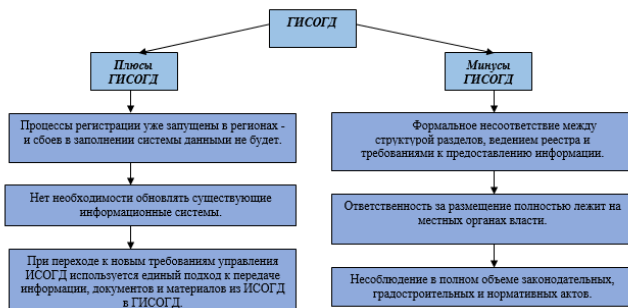 ГИСОГД
Плюсы
ГИСОГД
Процессы регистрации уже запущены в регионах -
и сбоев в заполнении системы данными не будет.
Нет необходимости обновлять существующие
информационные системы.
При переходе к новым требованиям управления
ИСОГД используется единый подход к передаче
информации, документов и материалов из ИСОГД
в ГИСОГД.
Минусы
ГИСОГД
Формальное несоответствие между
структурой разделов, ведением реестра и
требованиями к предоставлению информации.
Ответственность за размещение полностью лежит на
местных органах власти.
Несоблюдение в полном объеме законодательных,
градостроительных и нормативных актов.